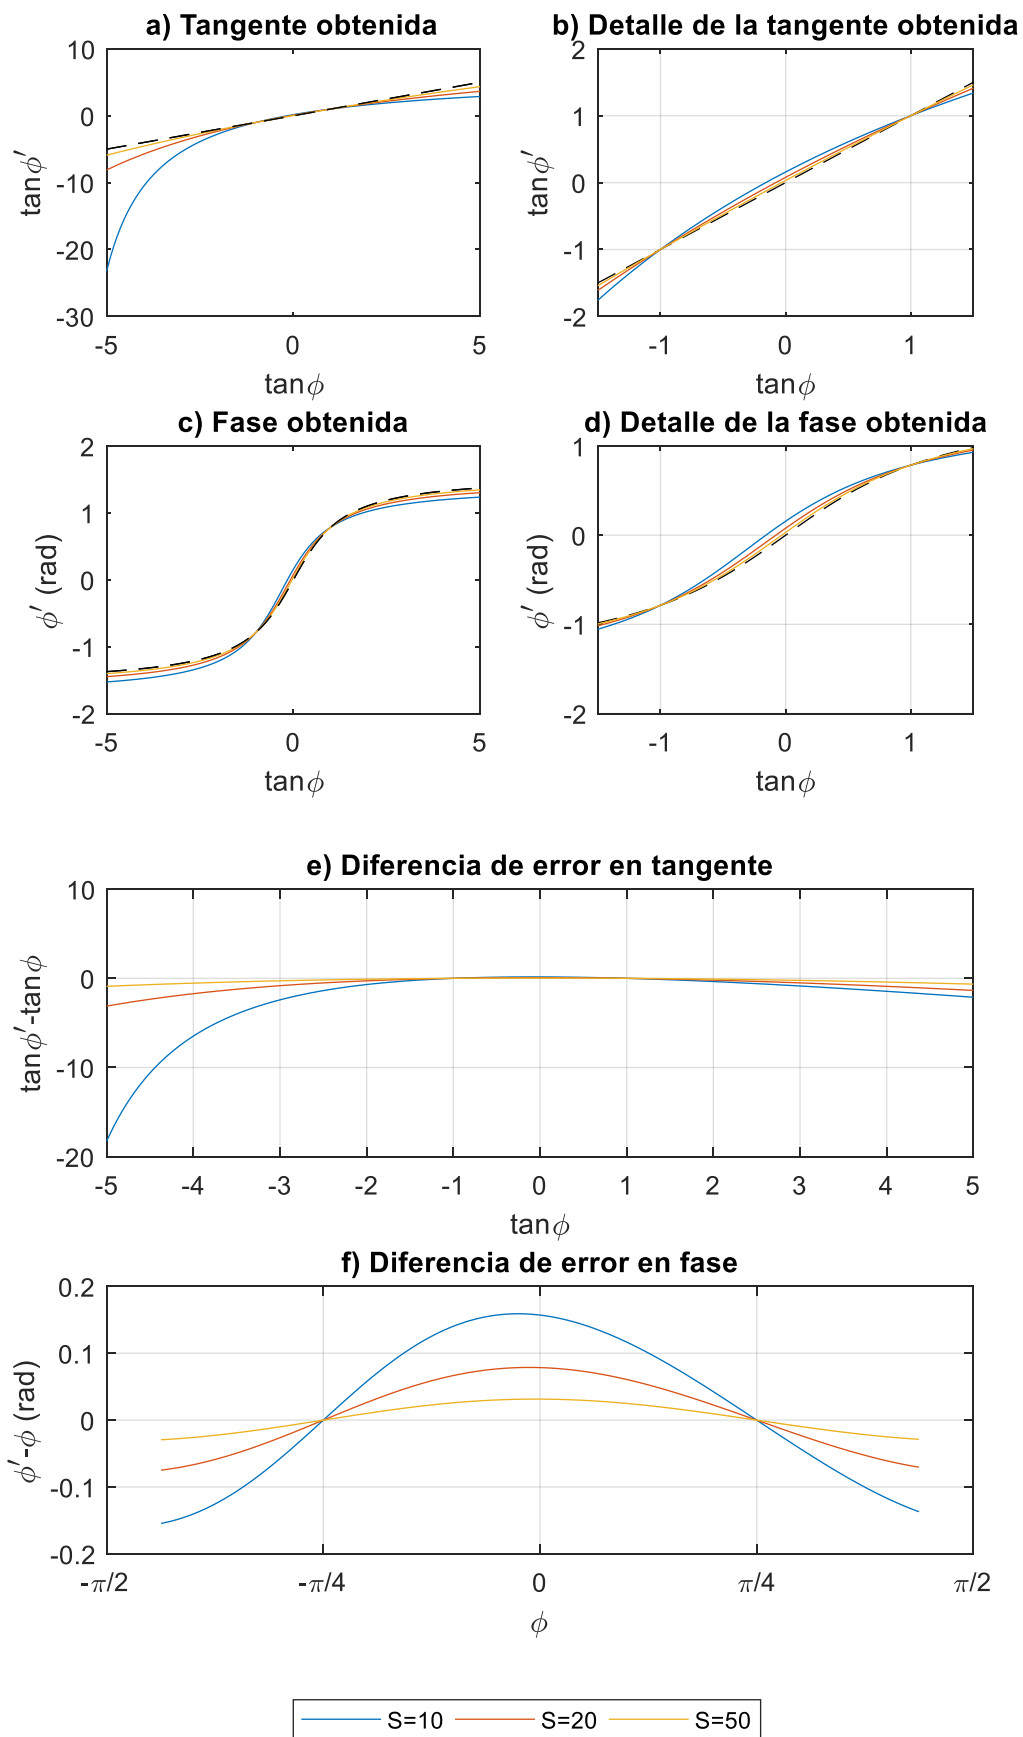 a) Tangente obtenida
10
0
-10
-20
-30
tanϕ′
-5
0
5
tanϕ
b) Detalle de la tangente obtenida
2
1
0
-1
-2
tanϕ′
-1
0
1
tanϕ
c) Fase obtenida
2
1
0
-1
-2
ϕ′ (rad)
-5
0
5
tanϕ
d) Detalle de la fase obtenida
1
0
-1
-2
ϕ′ (rad)
-1
0
1
tanϕ
e) Diferencia de error en tangente
10
0
-10
-20
tanϕ′-tanϕ
-5 -4 -3 -2 -1 0 1 2 3 4 5
tanϕ
f) Diferencia de error en fase
0.2
0.1
0
-0.1
-0.2
ϕ′-ϕ (rad)
-π/2 -π/4 0 π/4 π/2
ϕ
S=10 S=20 S=50